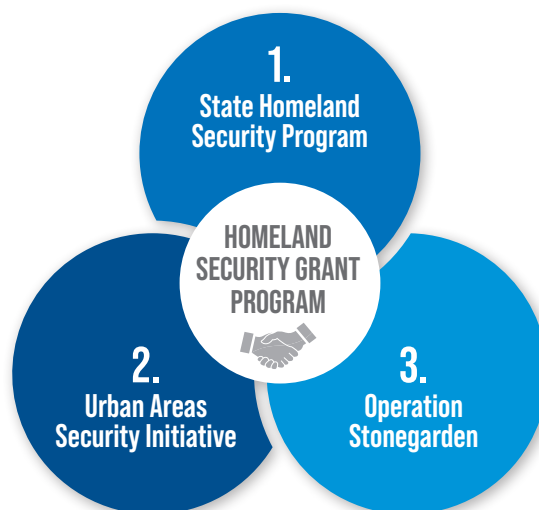 1.
State Homeland
Security Program
HOMELAND
SECURITY GRANT
PROGRAM
2.
Urban Areas
Security Initiative
3.
Operation
Stonegarden